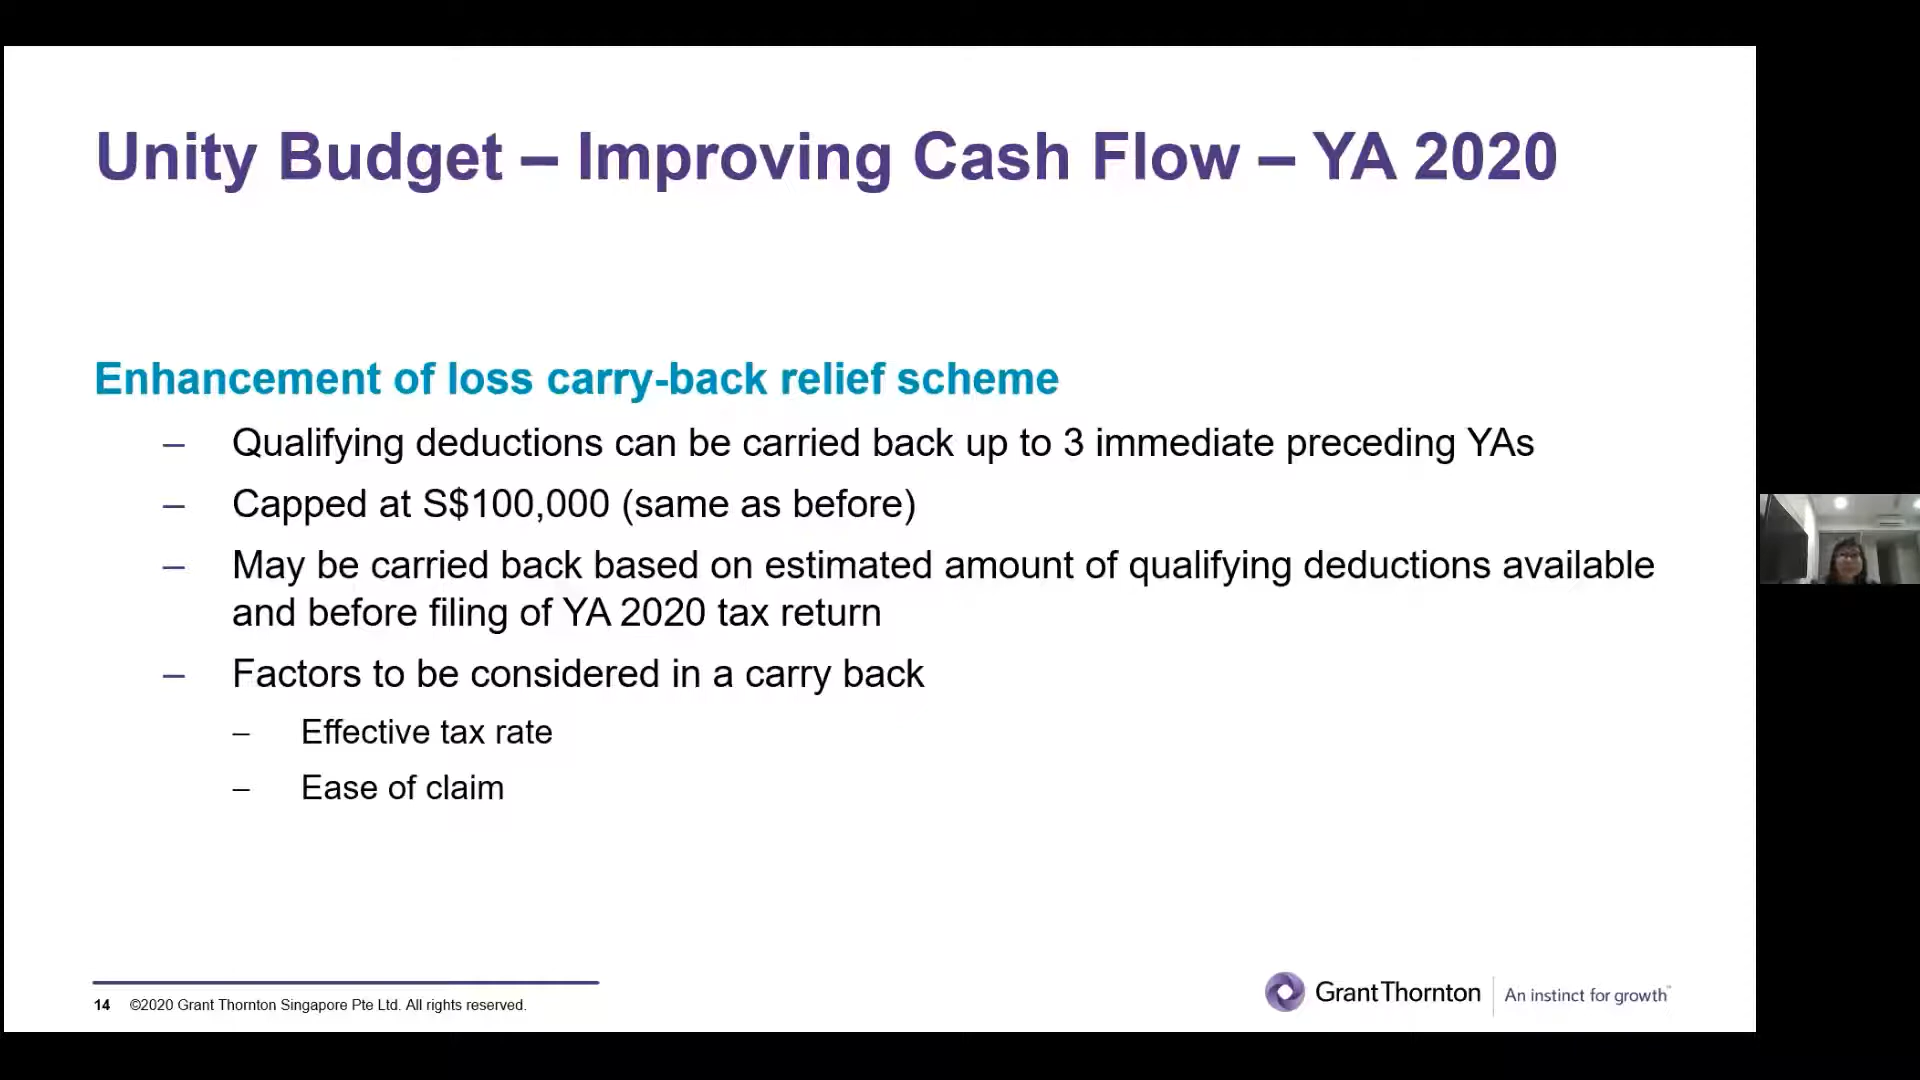 Unity Budget – Improving Cash Flow – YA 2020
Enhancement of loss carry-back relief scheme
– Qualifying deductions can be carried back up to 3 immediate preceding YAs
– Capped at S$100,000 (same as before)
– May be carried back based on estimated amount of qualifying deductions available
and before filing of YA 2020 tax return
– Factors to be considered in a carry back
– Effective tax rate
– Ease of claim
14 ©2020 Grant Thornton Singapore Pte Ltd. All rights reserved.
Grant Thornton An instinct for growth™